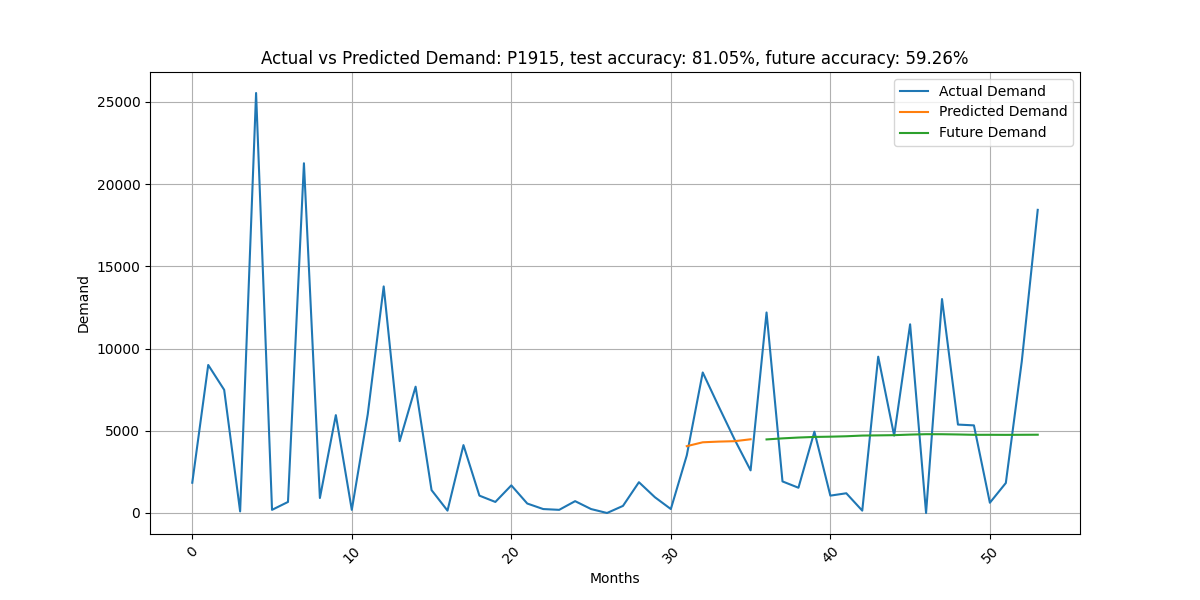 Actual vs Predicted Demand: P1915, test accuracy: 81.05%, future accuracy: 59.26%
Actual Demand
Predicted Demand
Future Demand
25000
20000
15000
10000
5000
0
Demand
0 10 20 30 40 50
Months